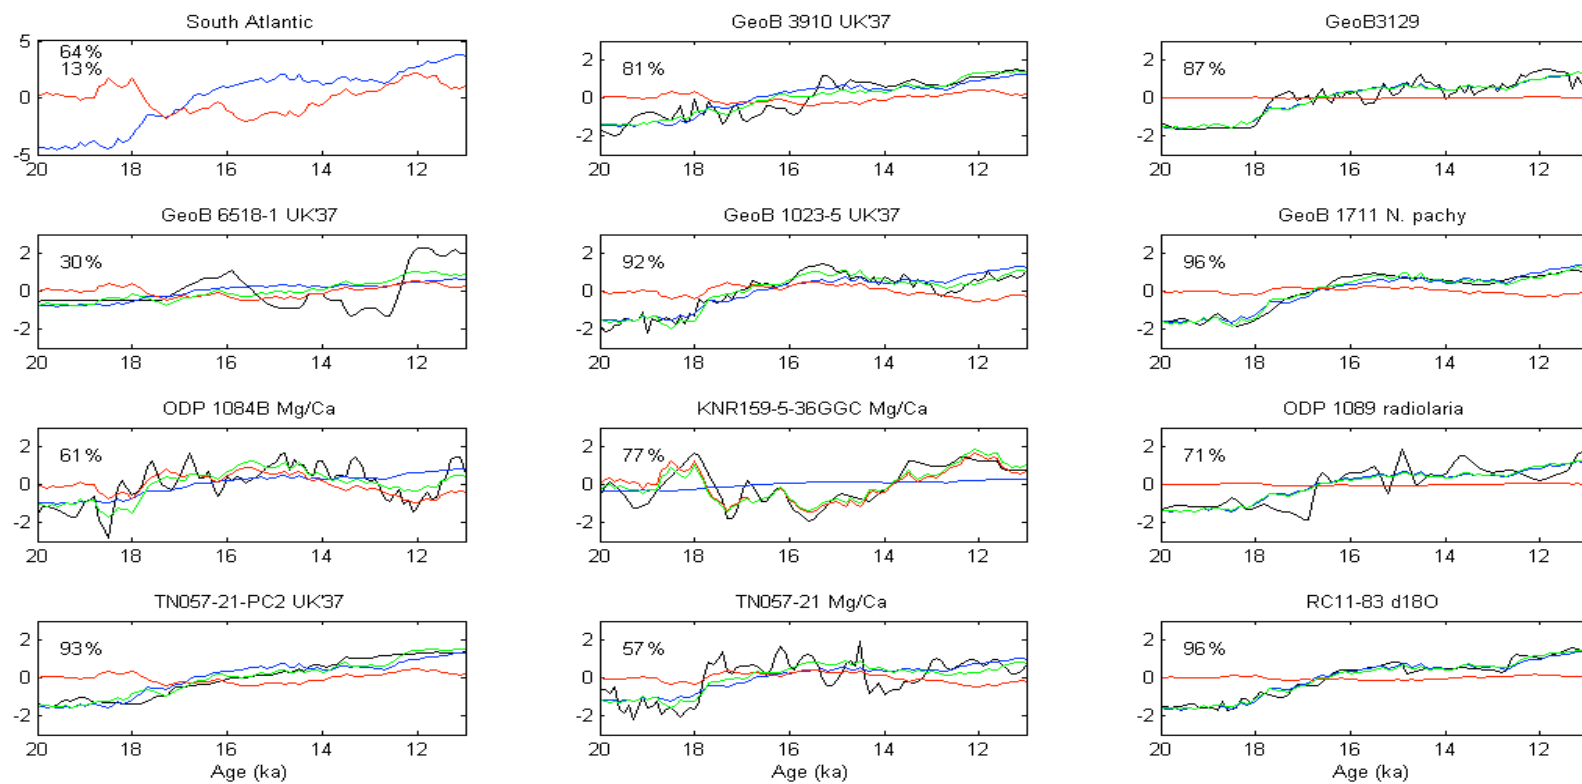 South Atlantic
5
64%
13%
0
-5
20 18 16 14 12
GeoB 3910 UK'37
2
81%
0
-2
20 18 16 14 12
GeoB3129
2
87%
0
-2
20 18 16 14 12
GeoB 6518-1 UK'37
2
30%
0
-2
20 18 16 14 12
GeoB 1023-5 UK'37
2
92%
0
-2
20 18 16 14 12
GeoB 1711 N. pachy
2
96%
0
-2
20 18 16 14 12
ODP 1084B Mg/Ca
2
61%
0
-2
20 18 16 14 12
KNR159-5-36GGC Mg/Ca
2
77%
0
-2
20 18 16 14 12
ODP 1089 radiolaria
2
71%
0
-2
20 18 16 14 12
TN057-21-PC2 UK'37
2
93%
0
-2
20 18 16 14 12
Age (ka)
TN057-21 Mg/Ca
2
57%
0
-2
20 18 16 14 12
Age (ka)
RC11-83 d18O
2
96%
0
-2
20 18 16 14 12
Age (ka)